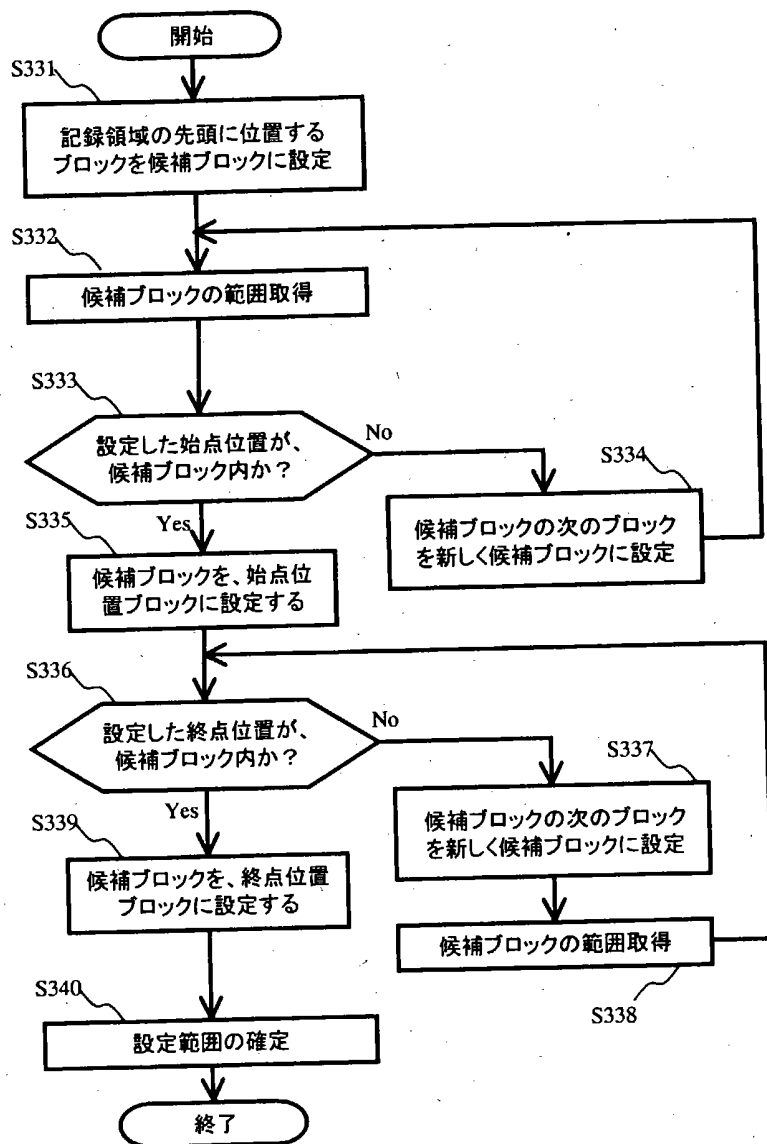 開始
S331
記録領域の先頭に位置する
ブロックを候補ブロックに設定
S332
候補ブロックの範囲取得
S333
設定した始点位置が、
候補ブロック内か？
No
S334
候補ブロックの次のブロック
を新しく候補ブロックに設定
Yes
S335
候補ブロックを、始点位
置ブロックに設定する
S336
設定した終点位置が、
候補ブロック内か？
No
S337
候補ブロックの次のブロック
を新しく候補ブロックに設定
Yes
S339
候補ブロックを、終点位置
ブロックに設定する
候補ブロックの範囲取得
S338
S340
設定範囲の確定
終了